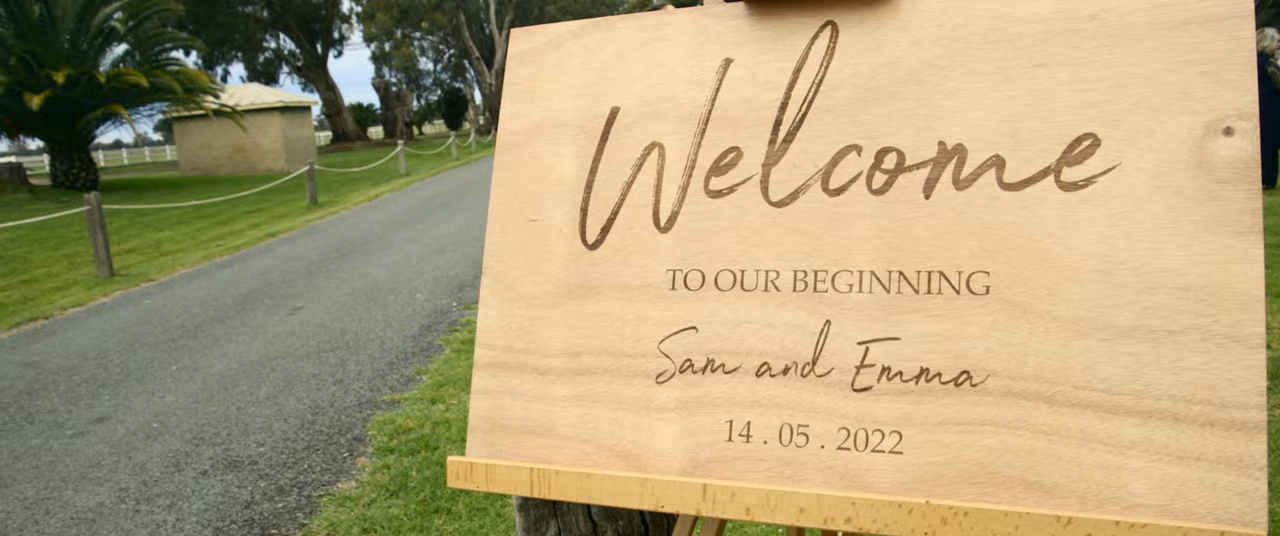 Welcome
TO OUR BEGINNING
Sam and Emma
14 . 05 . 2022